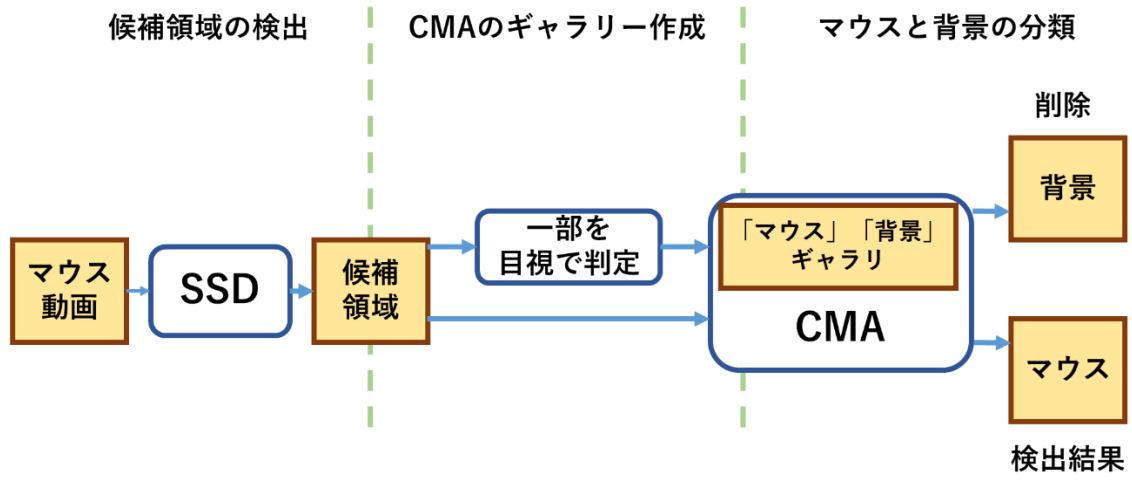 候補領域の検出
CMAのギャラリー作成
マウスと背景の分類
マウス
動画
SSD
候補
領域
一部を
目視で判定
「マウス」「背景」
ギャラリ
CMA
削除
背景
マウス
検出結果